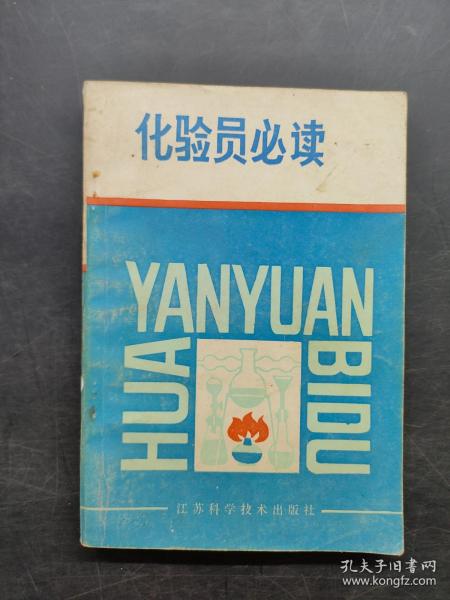 化验员必读
YANYUAN
HUA
BIDU
江苏科学技术出版社
孔夫子旧书网
www.kongfz.com